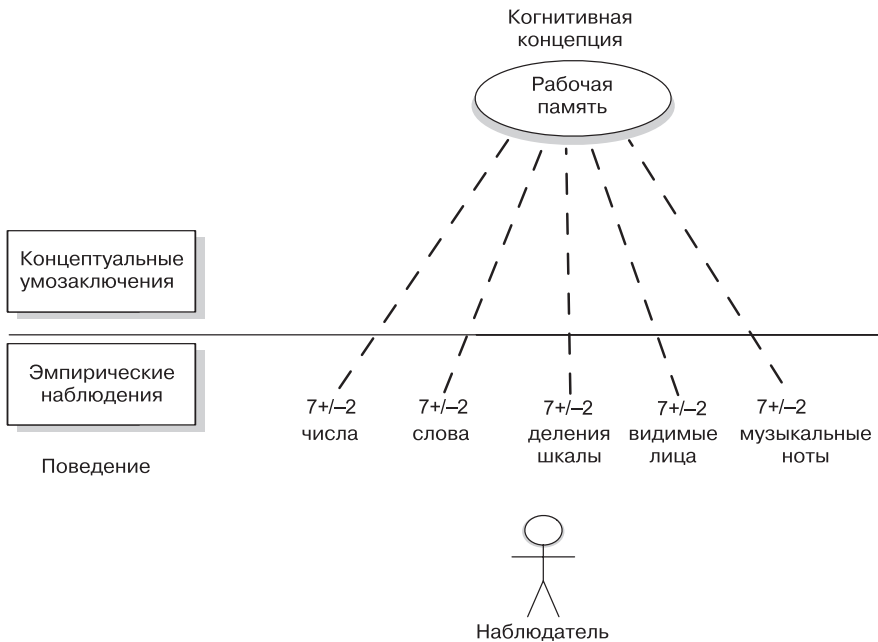 Когнитивная
концепция
Рабочая
память
Концептуальные
умозаключения
Эмпирические
наблюдения
7+/–2 7+/–2 7+/–2 7+/–2 7+/–2
числа слова деления видимые музыкальные
шкалы лица ноты
Поведение
Наблюдатель